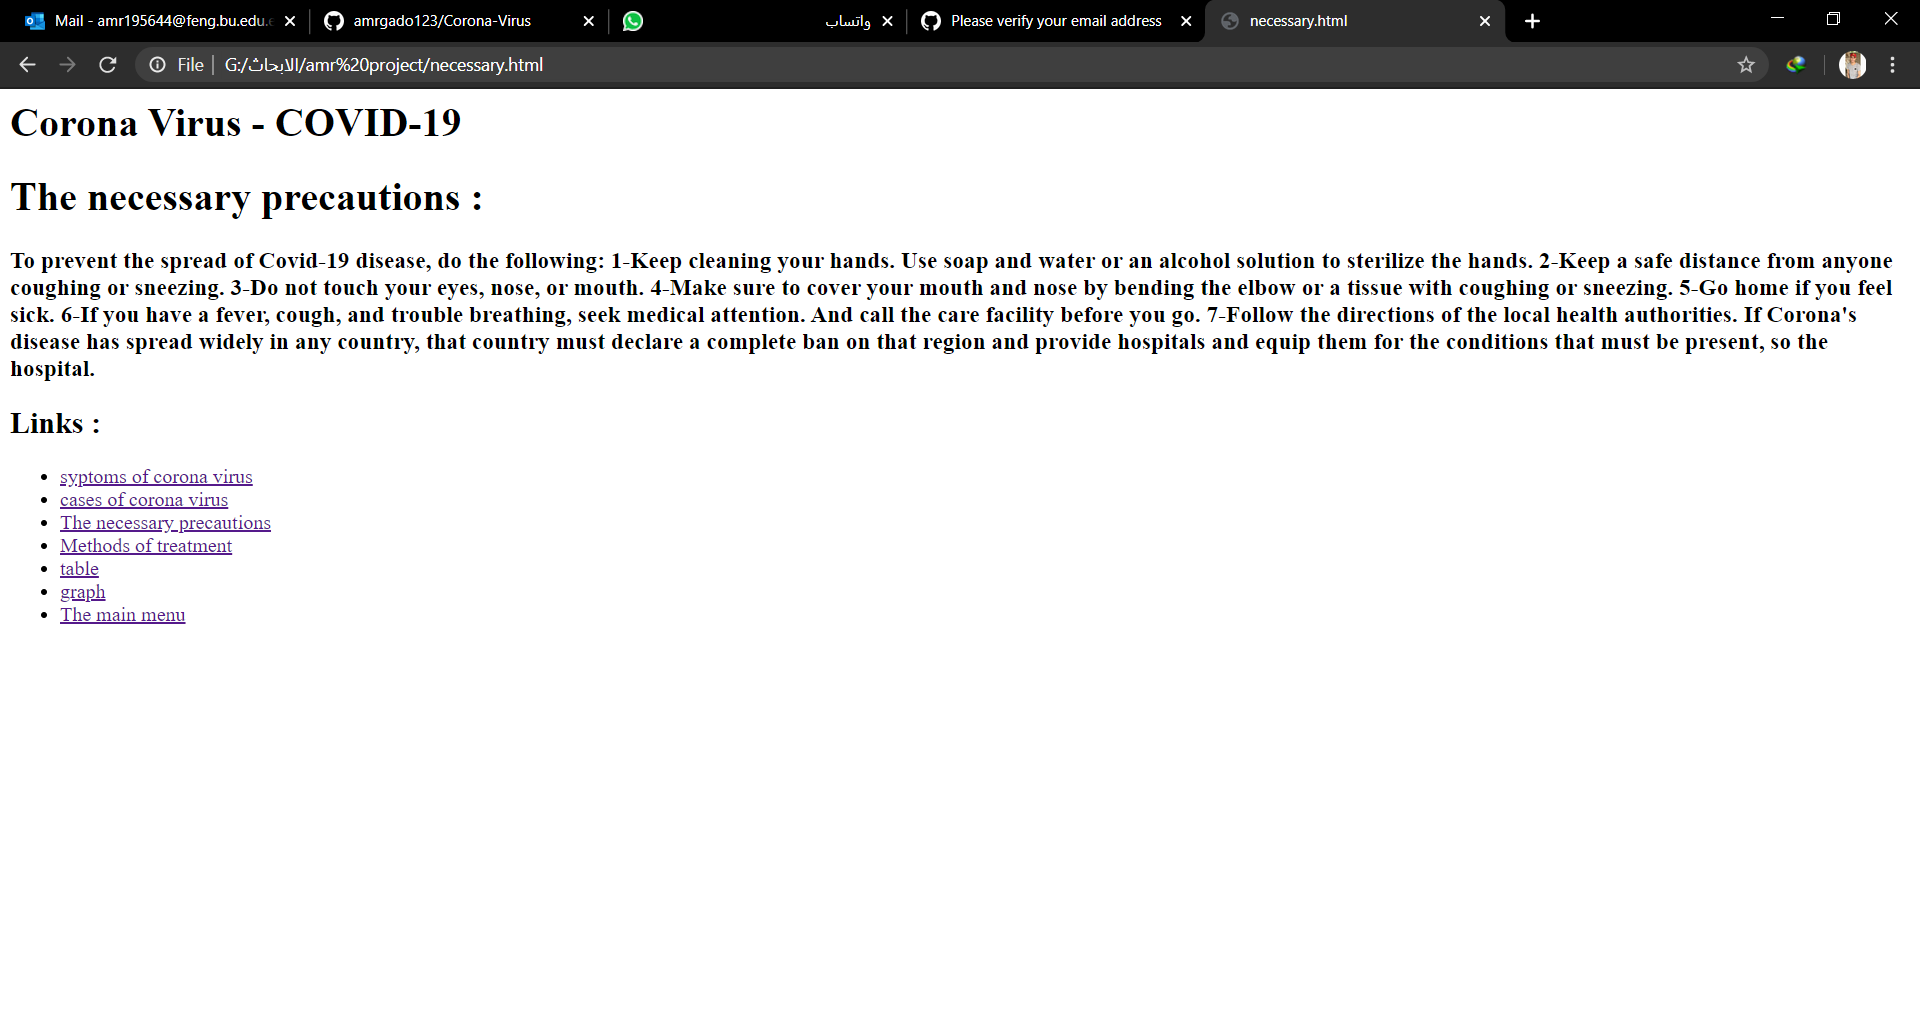 Mail - amr195644@feng.bu.edu.e
amrgado123/Corona-Virus
واتساب
Please verify your email address
necessary.html
File
G:/الابحاث/amr%20project/necessary.html
Corona Virus - COVID-19
The necessary precautions :
To prevent the spread of Covid-19 disease, do the following: 1-Keep cleaning your hands. Use soap and water or an alcohol solution to sterilize the hands. 2-Keep a safe distance from anyone
coughing or sneezing. 3-Do not touch your eyes, nose, or mouth. 4-Make sure to cover your mouth and nose by bending the elbow or a tissue with coughing or sneezing. 5-Go home if you feel
sick. 6-If you have a fever, cough, and trouble breathing, seek medical attention. And call the care facility before you go. 7-Follow the directions of the local health authorities. If Corona's
disease has spread widely in any country, that country must declare a complete ban on that region and provide hospitals and equip them for the conditions that must be present, so the
hospital.
Links :
syptoms of corona virus
cases of corona virus
The necessary precautions
Methods of treatment
table
graph
The main menu